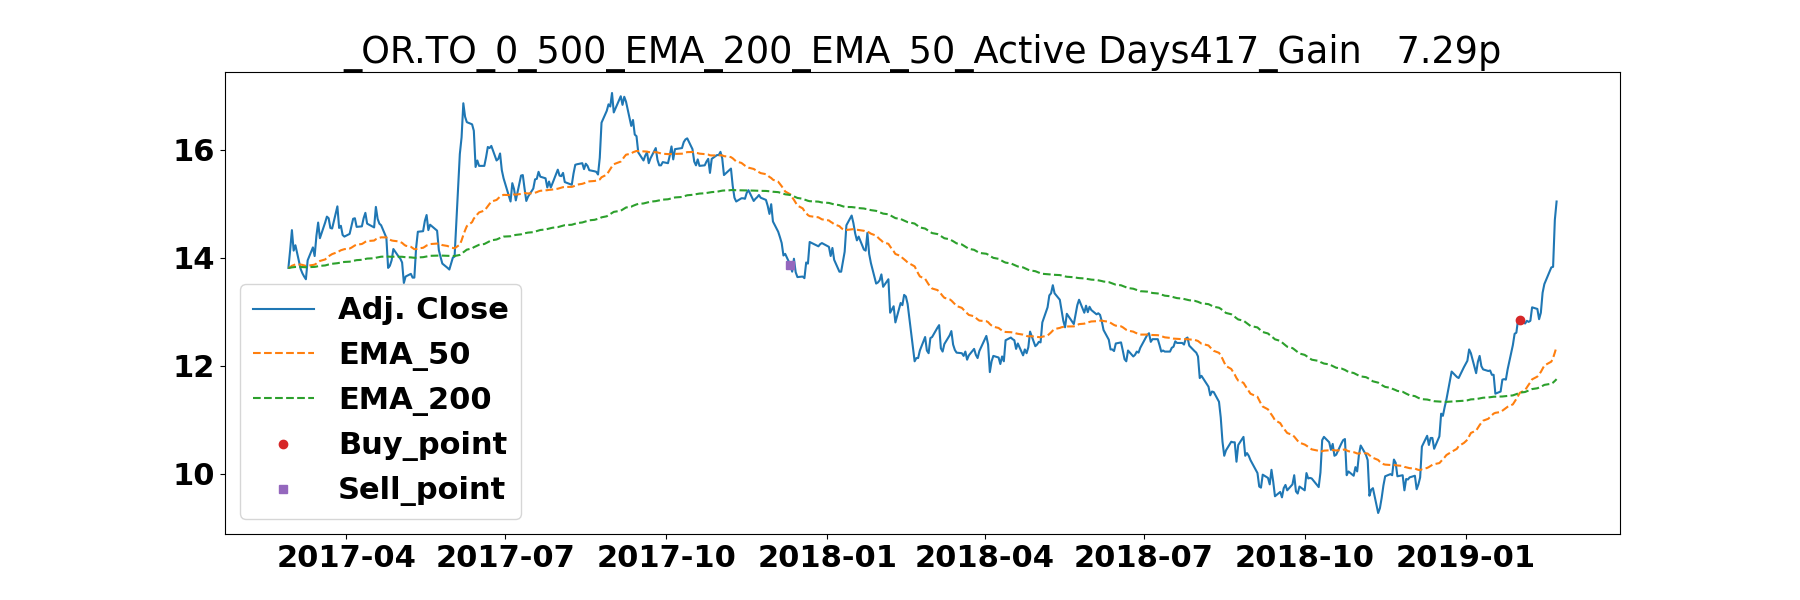 _OR.TO_0_500_EMA_200_EMA_50_Active Days417_Gain   7.29p
16
14
12
10
Adj. Close
EMA_50
EMA_200
Buy_point
Sell_point
2017-04 2017-07 2017-10 2018-01 2018-04 2018-07 2018-10 2019-01